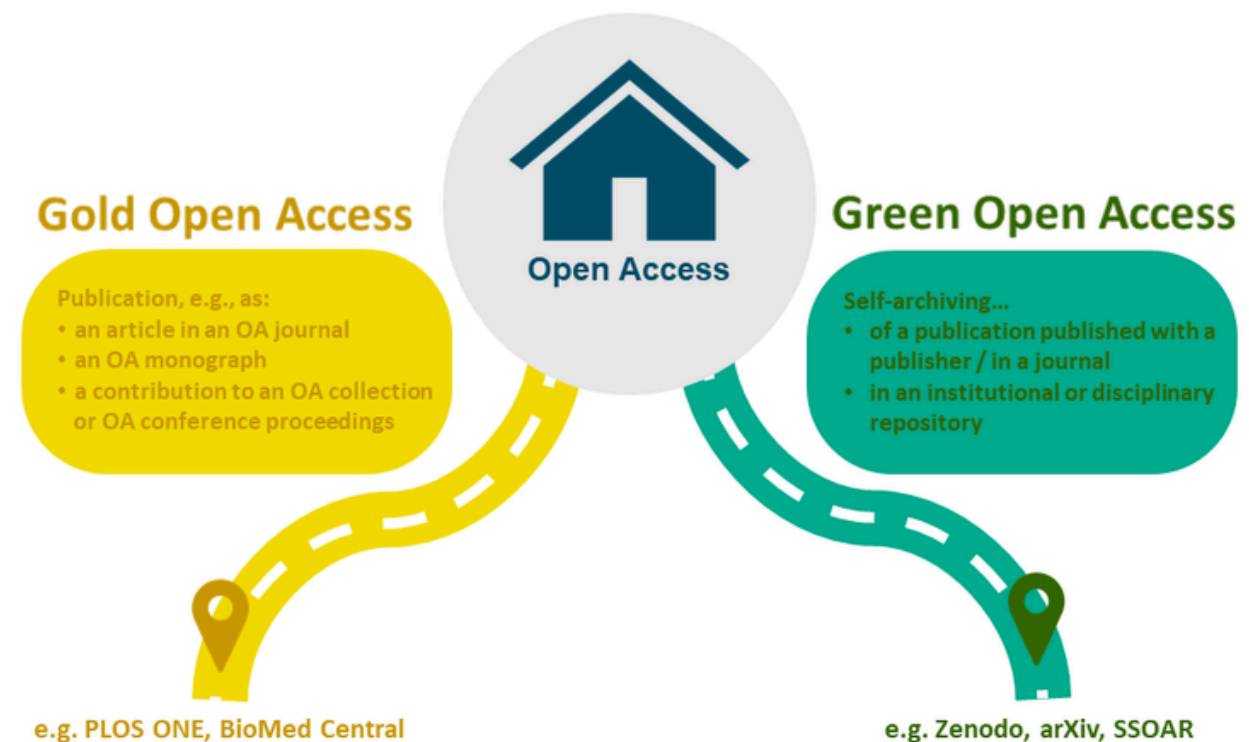 Open Access
Gold Open Access
Publication, e.g., as:
• an article in an OA journal
• an OA monograph
• a contribution to an OA collection
or OA conference proceedings
e.g. PLOS ONE, BioMed Central
Green Open Access
Self-archiving...
• of a publication published with a
publisher / in a journal
• in an institutional or disciplinary
repository
e.g. Zenodo, arXiv, SSOAR